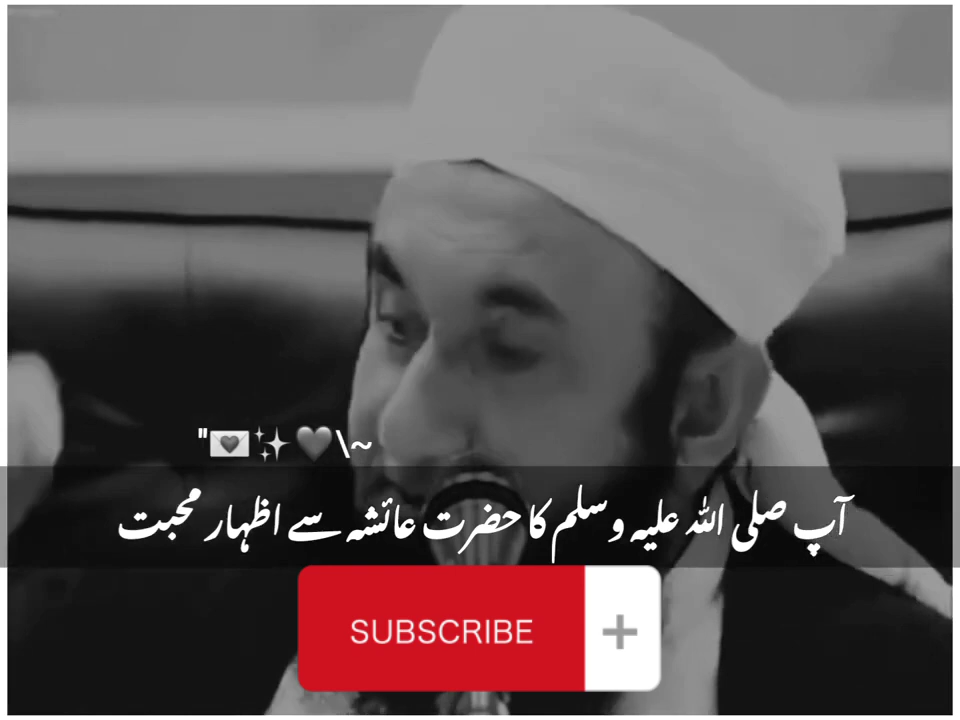 "💌✨🖤\~
آپ صلی اللہ علیہ وسلم کا حضرت عائشہ سے اظہار محبت
SUBSCRIBE +